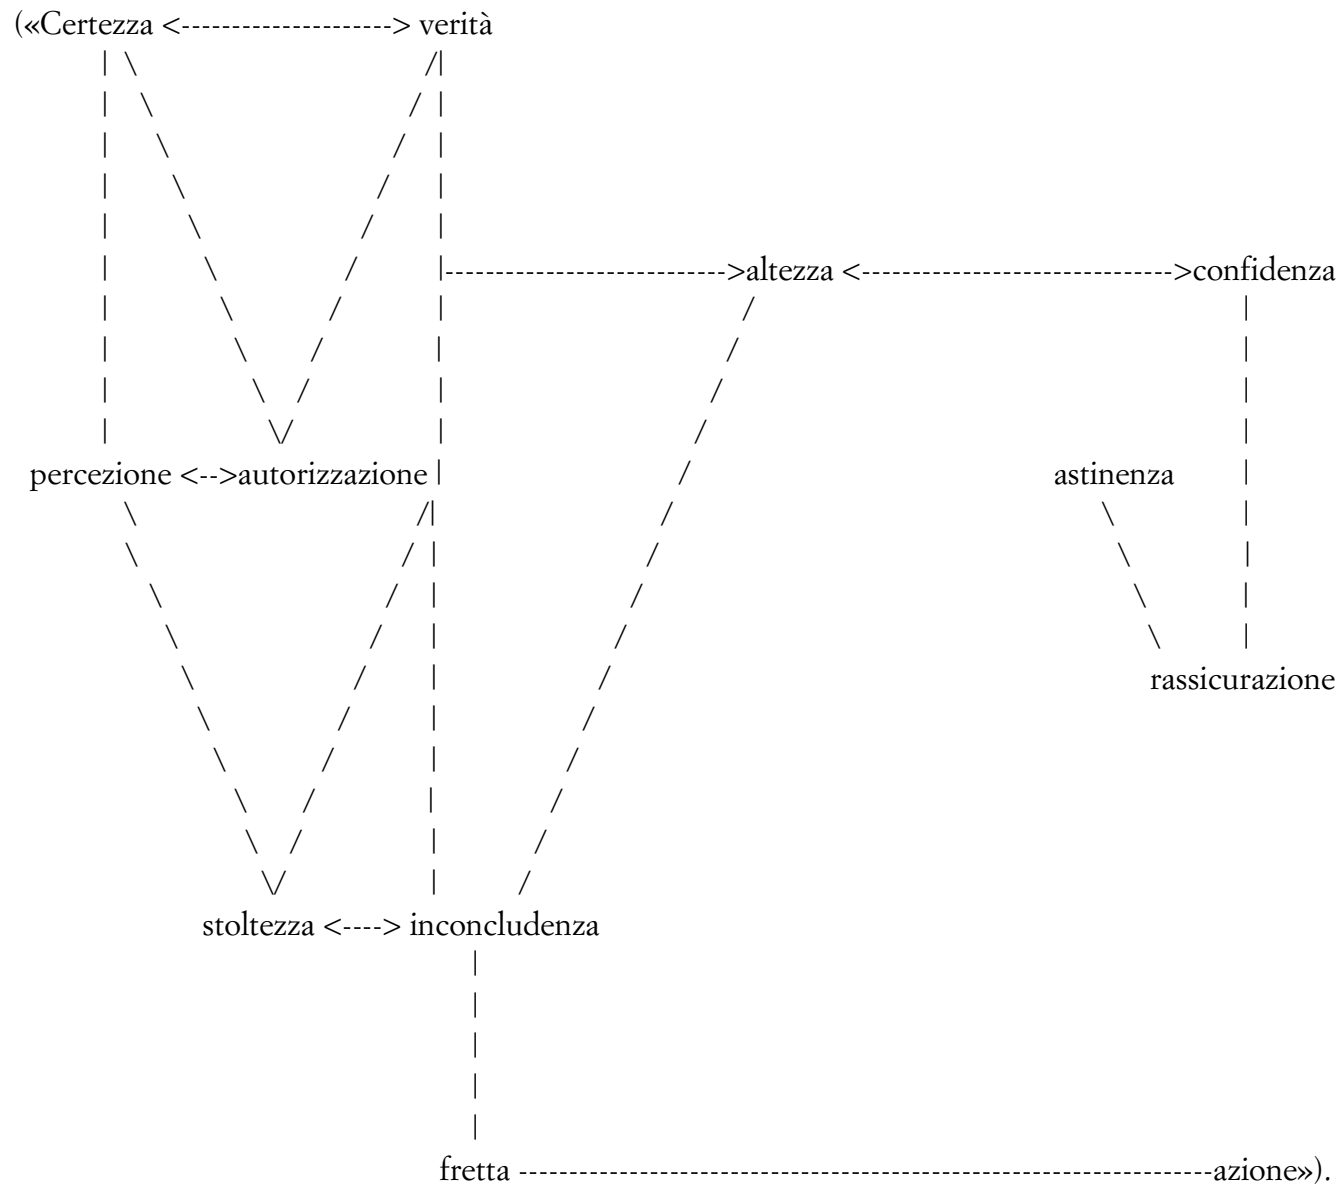 («Certezza <---------------------> verità
---------------------------->altezza <------------------------------->confidenza
percezione <-->autorizzazione astinenza
rassicurazione
stoltezza <----> inconcludenza
fretta ----------------------------------------------------------------------azione»).